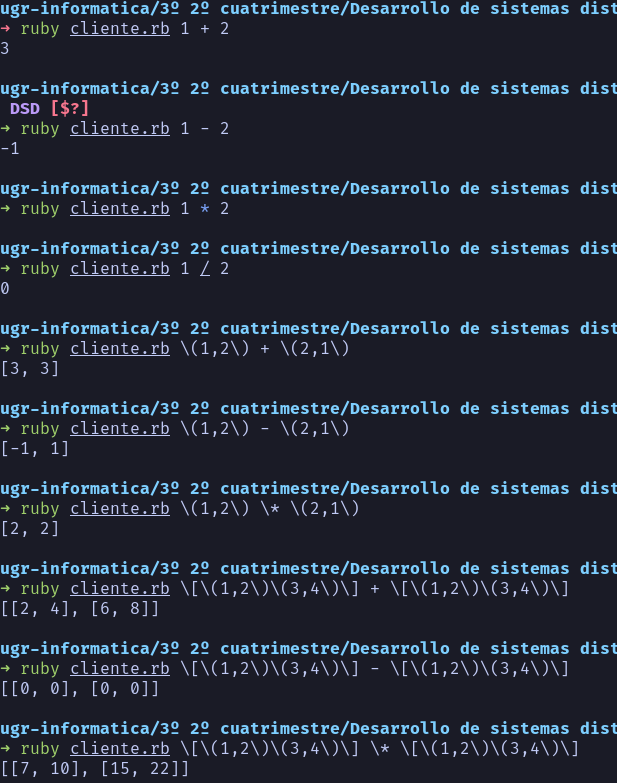 ugr-informatica/3º 2º cuatrimestre/Desarrollo de sistemas dist
➜ ruby cliente.rb 1 + 2
3
ugr-informatica/3º 2º cuatrimestre/Desarrollo de sistemas dist
DSD [$?]
➜ ruby cliente.rb 1 - 2
-1
ugr-informatica/3º 2º cuatrimestre/Desarrollo de sistemas dist
➜ ruby cliente.rb 1 * 2
ugr-informatica/3º 2º cuatrimestre/Desarrollo de sistemas dist
➜ ruby cliente.rb 1 / 2
0
ugr-informatica/3º 2º cuatrimestre/Desarrollo de sistemas dist
➜ ruby cliente.rb \(1,2\) + \(2,1\)
[3, 3]
ugr-informatica/3º 2º cuatrimestre/Desarrollo de sistemas dist
➜ ruby cliente.rb \(1,2\) - \(2,1\)
[-1, 1]
ugr-informatica/3º 2º cuatrimestre/Desarrollo de sistemas dist
➜ ruby cliente.rb \(1,2\) \* \(2,1\)
[2, 2]
ugr-informatica/3º 2º cuatrimestre/Desarrollo de sistemas dist
➜ ruby cliente.rb \[\(1,2\)\(3,4\)\] + \[\(1,2\)\(3,4\)\]
[[2, 4], [6, 8]]
ugr-informatica/3º 2º cuatrimestre/Desarrollo de sistemas dist
➜ ruby cliente.rb \[\(1,2\)\(3,4\)\] - \[\(1,2\)\(3,4\)\]
[[0, 0], [0, 0]]
ugr-informatica/3º 2º cuatrimestre/Desarrollo de sistemas dist
➜ ruby cliente.rb \[\(1,2\)\(3,4\)\] \* \[\(1,2\)\(3,4\)\]
[[7, 10], [15, 22]]